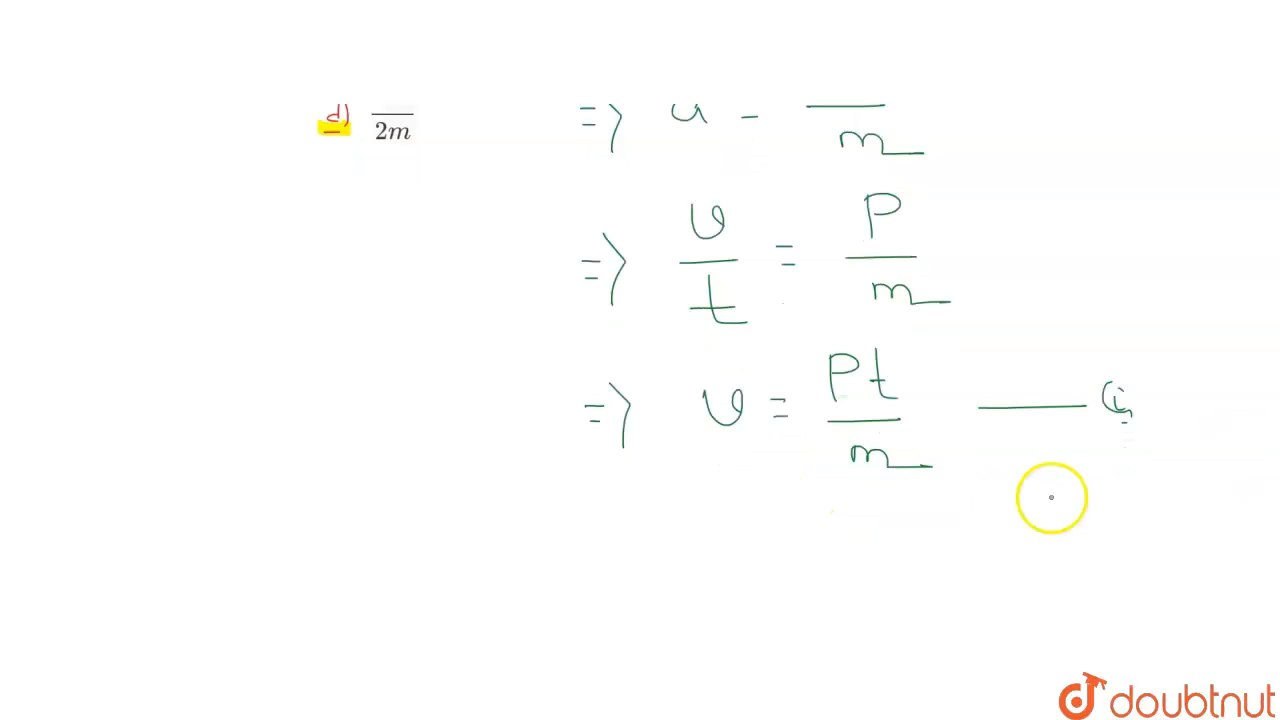 d) 2m
=> a - m
=> v/t = P/m
=> v = Pt/m —— (i)
doubtnut